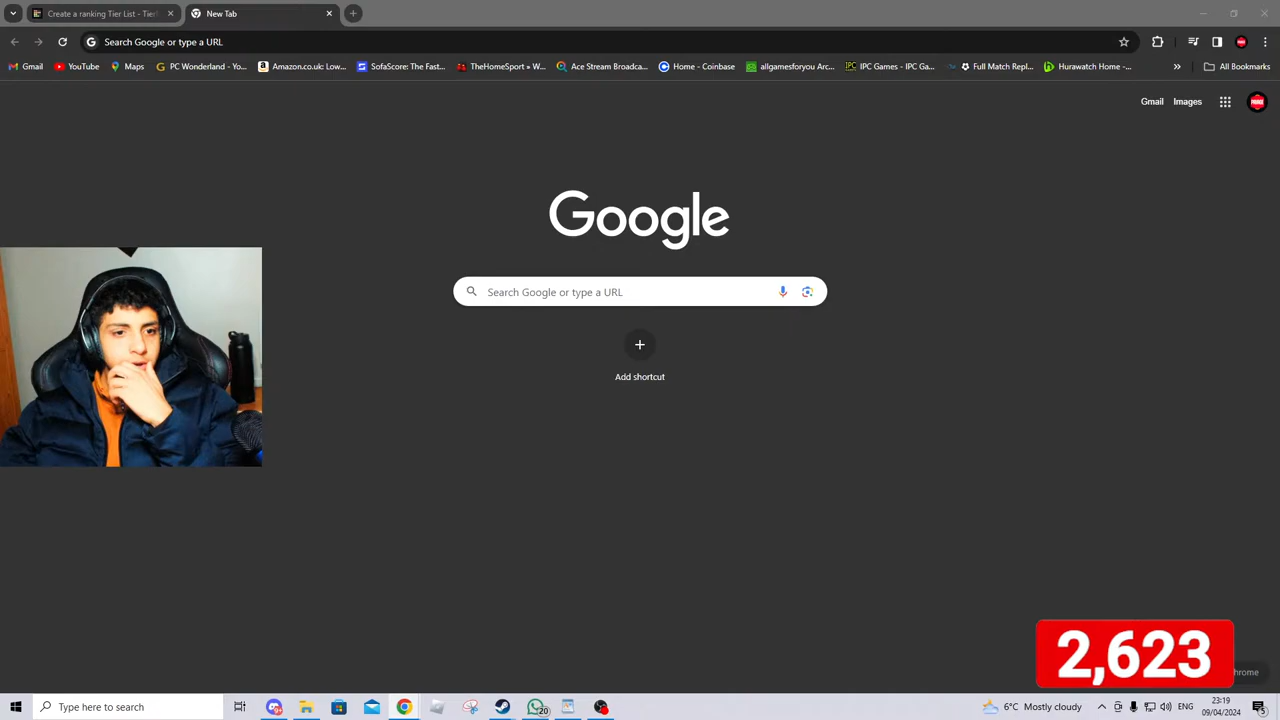 Create a ranking Tier List - Tier
New Tab
Search Google or type a URL
Gmail
YouTube
Maps
PC Wonderland - Yo...
Amazon.co.uk: Low...
SofaScore: The Fast...
TheHomeSport » W...
Ace Stream Broadca...
Home - Coinbase
allgamesforyou Arc...
IPC Games - IPC Ga...
Full Match Repl...
Hurawatch Home -...
»
All Bookmarks
Gmail
Images
Google
Search Google or type a URL
Add shortcut
2,623
hrome
Type here to search
20
6°C Mostly cloudy
ENG
23:19
09/04/2024